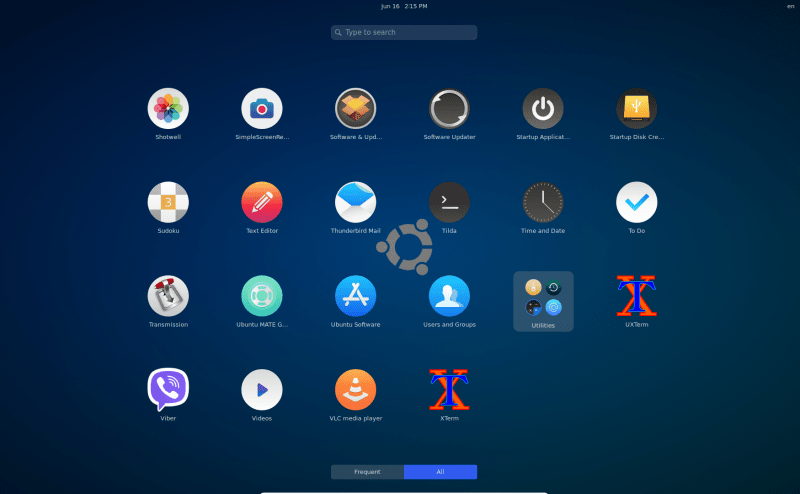 Jun 16 2:15 PM
en
Type to search
Shotwell
SimpleScreenRe...
Software & Upd...
Software Updater
Startup Applicat...
Startup Disk Cre...
3
Sudoku
Text Editor
Thunderbird Mail
Tilda
Time and Date
To Do
Transmission
Ubuntu MATE G...
Ubuntu Software
Users and Groups
Utilities
UXTerm
Viber
Videos
VLC media player
XTerm
Frequent
All